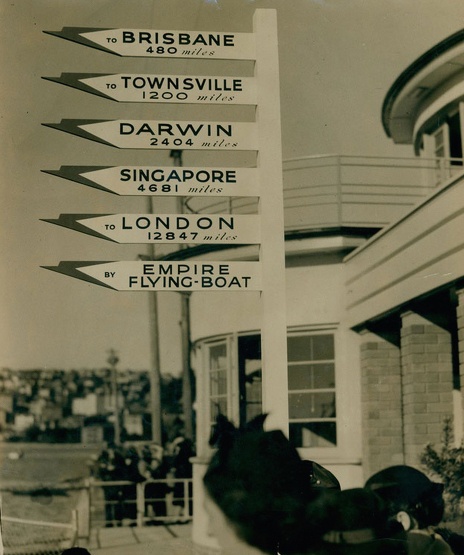 TO BRISBANE
480 miles
TO TOWNSVILLE
1200 miles
DARWIN
2404 miles
SINGAPORE
4681 miles
TO LONDON
12847 miles
BY EMPIRE
FLYING-BOAT